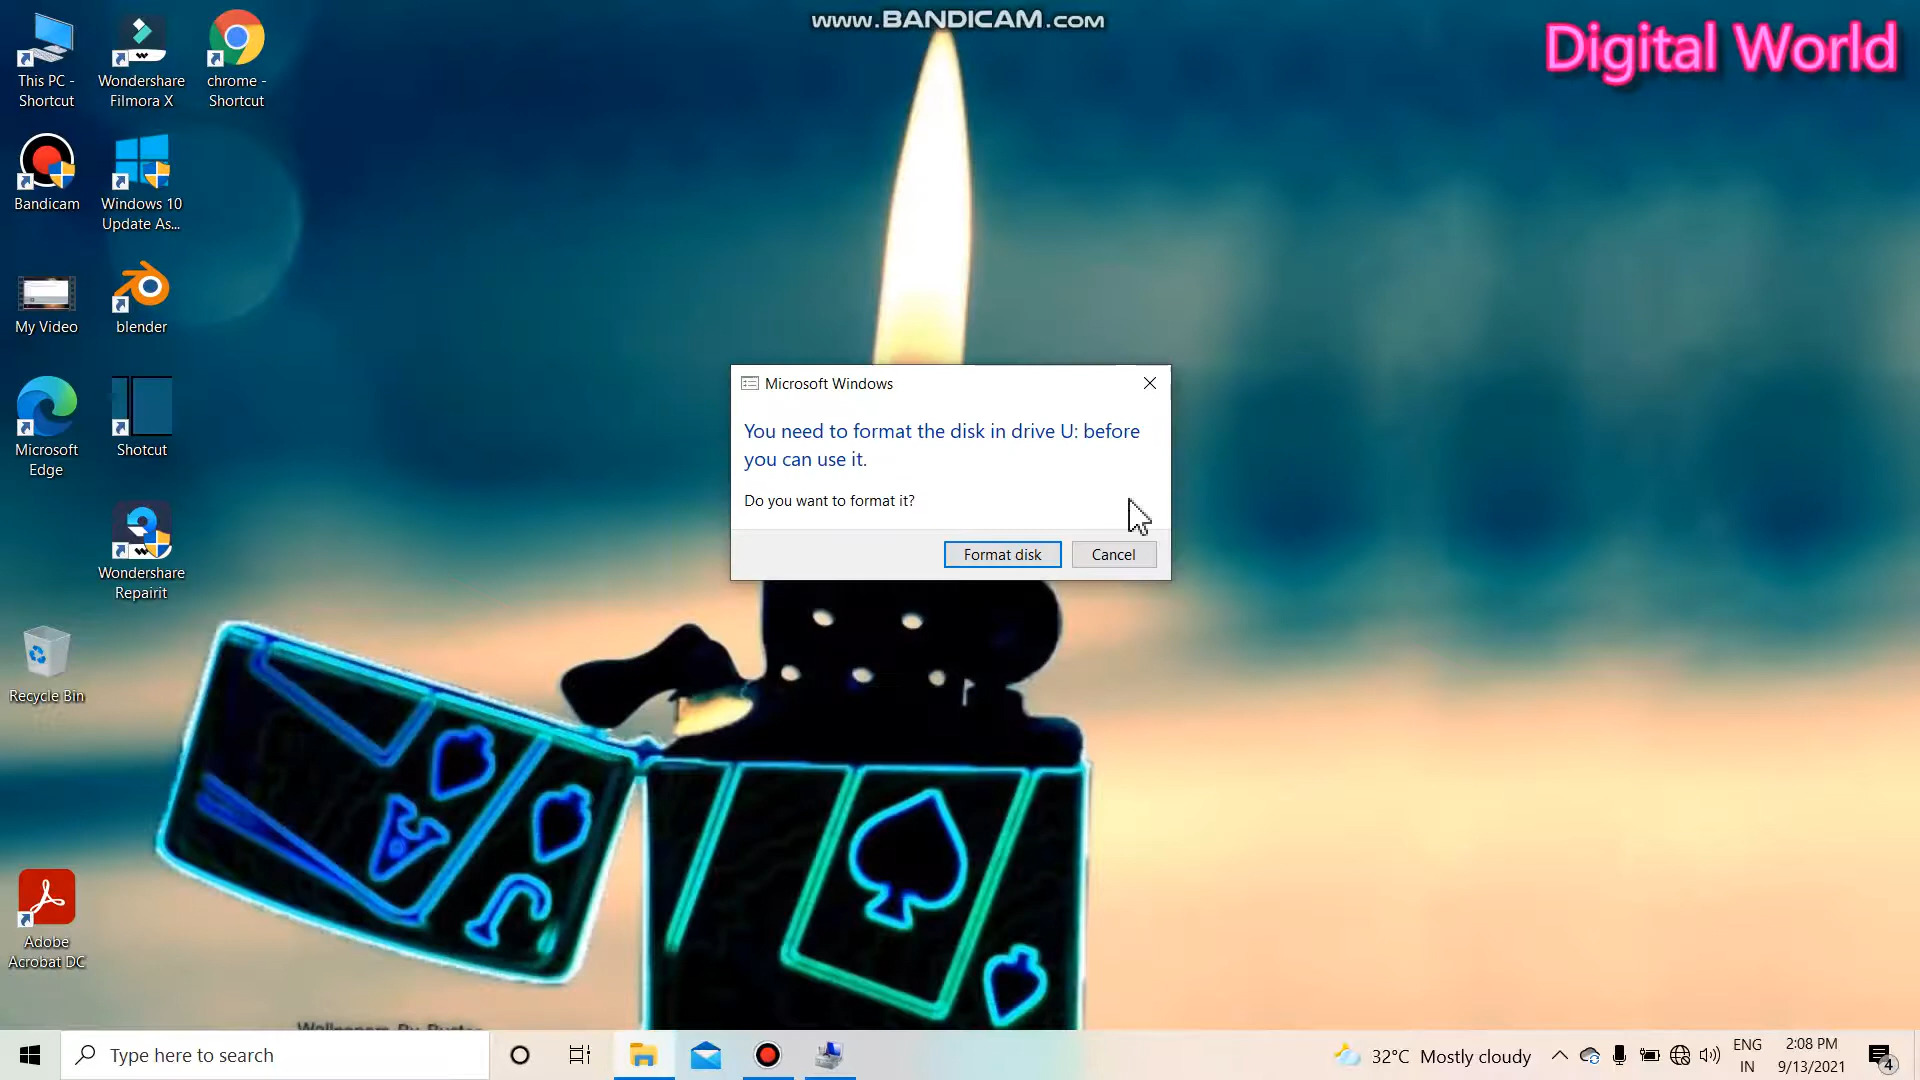 www.BANDICAM.com
Digital World
This PC -
Shortcut
Wondershare
Filmora X
chrome -
Shortcut
Bandicam
Windows 10
Update As...
My Video
blender
Microsoft
Edge
Shotcut
Wondershare
Repairit
Recycle Bin
Adobe
Acrobat DC
Microsoft Windows
You need to format the disk in drive U: before
you can use it.
Do you want to format it?
Format disk
Cancel
A
J
Type here to search
32°C Mostly cloudy
ENG
IN
2:08 PM
9/13/2021
4